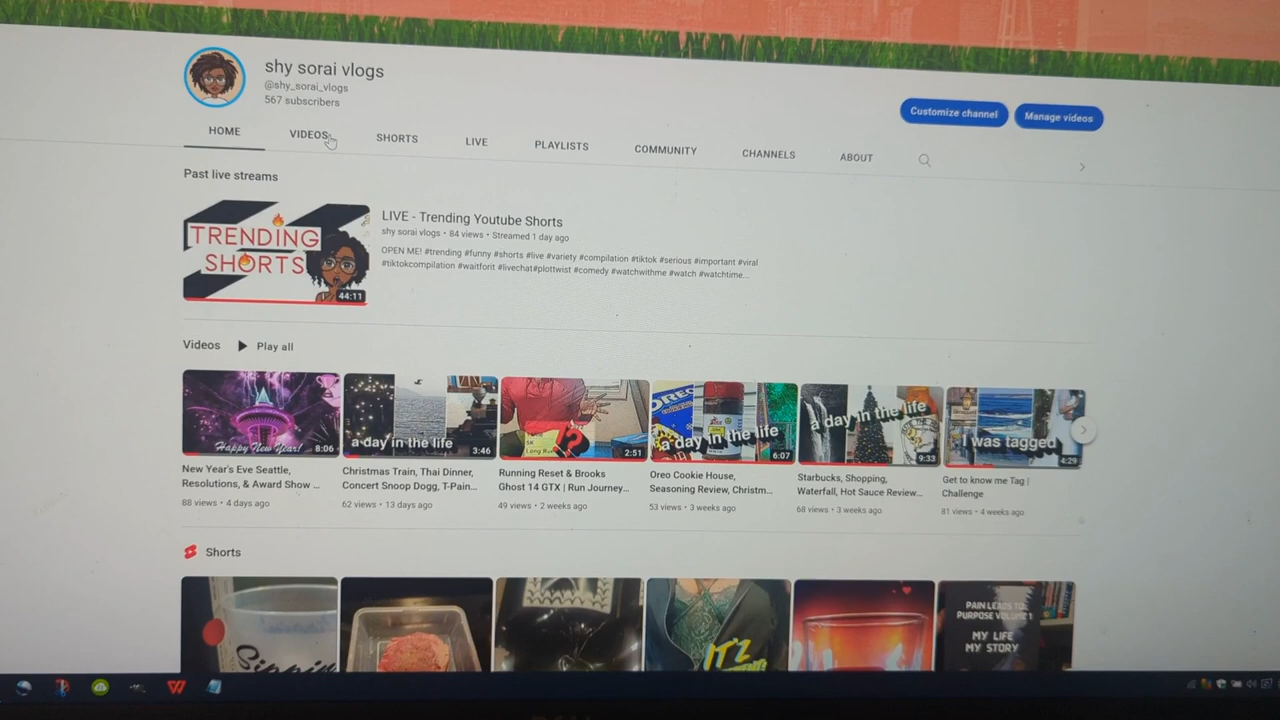 shy sorai vlogs
@shy_sorai_vlogs
567 subscribers
Customize channel
Manage videos
HOME
VIDEOS
SHORTS
LIVE
PLAYLISTS
COMMUNITY
CHANNELS
ABOUT
Past live streams
TRENDING
SHORTS
44:11
LIVE - Trending Youtube Shorts
shy sorai vlogs • 84 views • Streamed 1 day ago
OPEN ME! #trending #funny #shorts #live #variety #compilation #tiktok #serious #important #viral
#tiktokcompilation #waitforit #livechat#plottwist #comedy #watchwithme #watch #watchtime...
Videos
Play all
Happy New Year!
8:06
a day in the life
3:46
5K
Long Run
2:51
OREO
a day in the life
6:07
a day in the life
9:33
I was tagged
4:29
New Year's Eve Seattle,
Resolutions, & Award Show ...
88 views • 4 days ago
Christmas Train, Thai Dinner,
Concert Snoop Dogg, T-Pain...
62 views • 13 days ago
Running Reset & Brooks
Ghost 14 GTX | Run Journey...
49 views • 2 weeks ago
Oreo Cookie House,
Seasoning Review, Christm...
53 views • 3 weeks ago
Starbucks, Shopping,
Waterfall, Hot Sauce Review...
68 views • 3 weeks ago
Get to know me Tag |
Challenge
81 views • 4 weeks ago
Shorts
Sippin
IT'Z
PAIN LEADS TO
PURPOSE VOLUME 1
MY LIFE
MY STORY